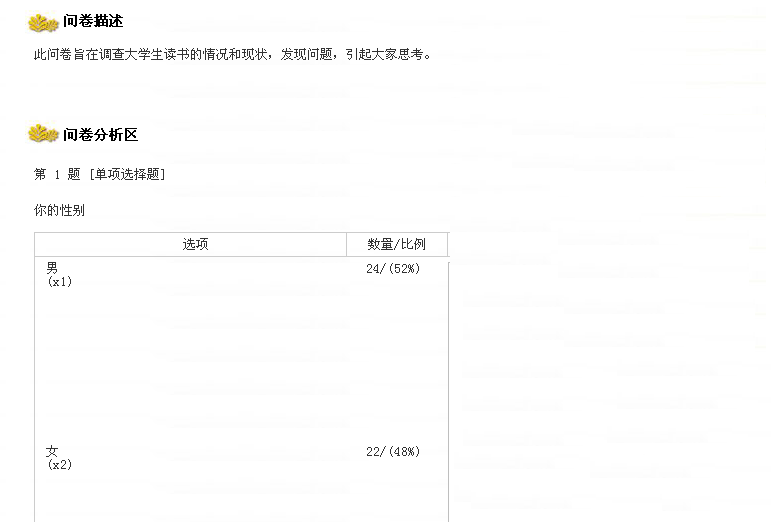 问卷描述
此问卷旨在调查大学生读书的情况和现状，发现问题，引起大家思考。
问卷分析区
第 1 题 [单项选择题]
你的性别
选项 数量/比例
男 24/(52%)
(x1)
女 22/(48%)
(x2)